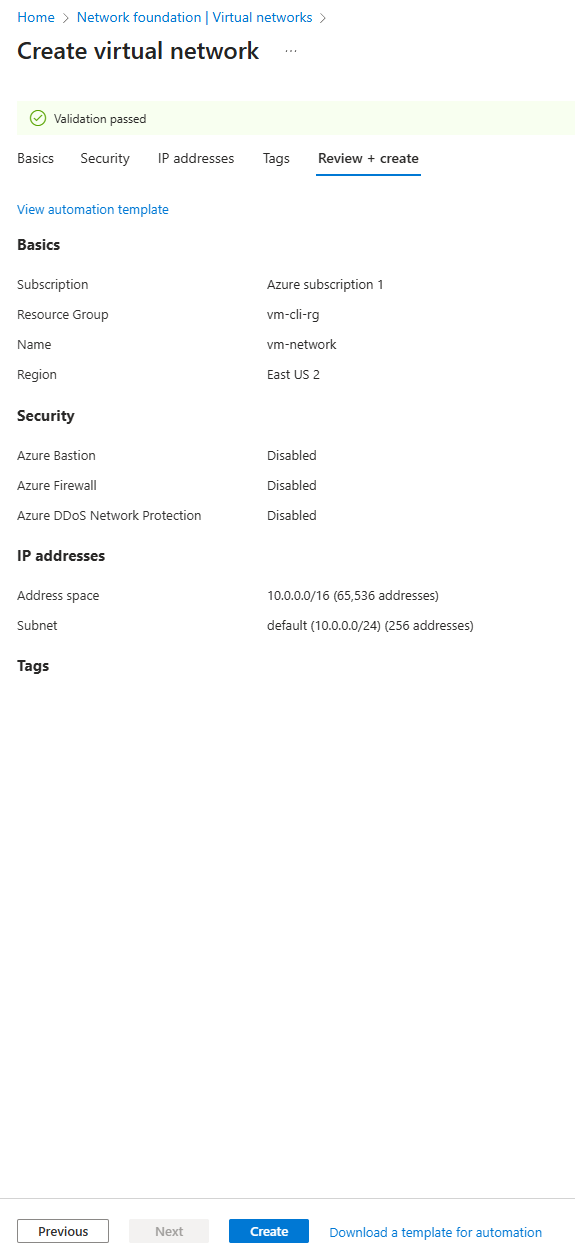 Home > Network foundation | Virtual networks >
Create virtual network ...
Validation passed
Basics Security IP addresses Tags Review + create
View automation template
Basics
Subscription Azure subscription 1
Resource Group vm-cli-rg
Name vm-network
Region East US 2
Security
Azure Bastion Disabled
Azure Firewall Disabled
Azure DDoS Network Protection Disabled
IP addresses
Address space 10.0.0.0/16 (65,536 addresses)
Subnet default (10.0.0.0/24) (256 addresses)
Tags
Previous Next Create Download a template for automation